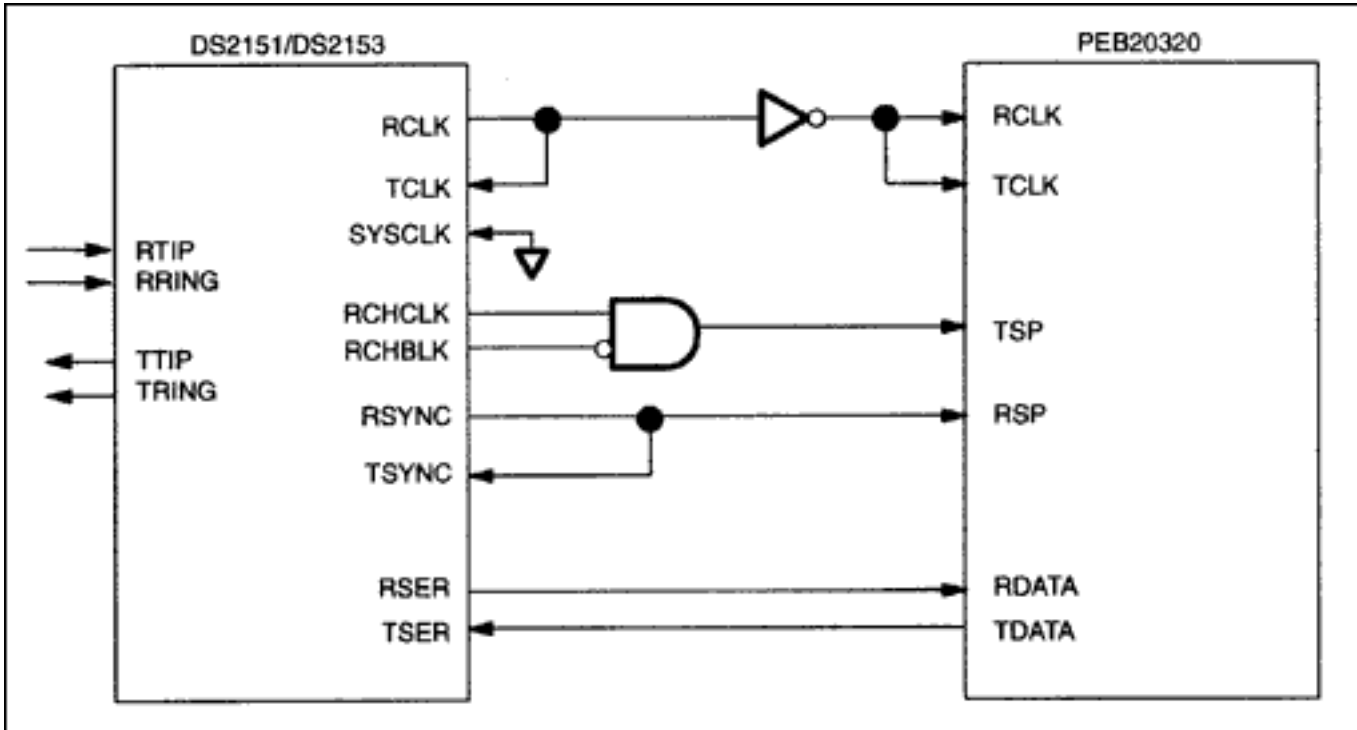 DS2151/DS2153
PEB20320
RCLK
TCLK
SYSCLK
RTIP
RRING
RCHCLK
RCHBLK
TTIP
TRING
RSYNC
TSYNC
RSER
TSER
RCLK
TCLK
TSP
RSP
RDATA
TDATA